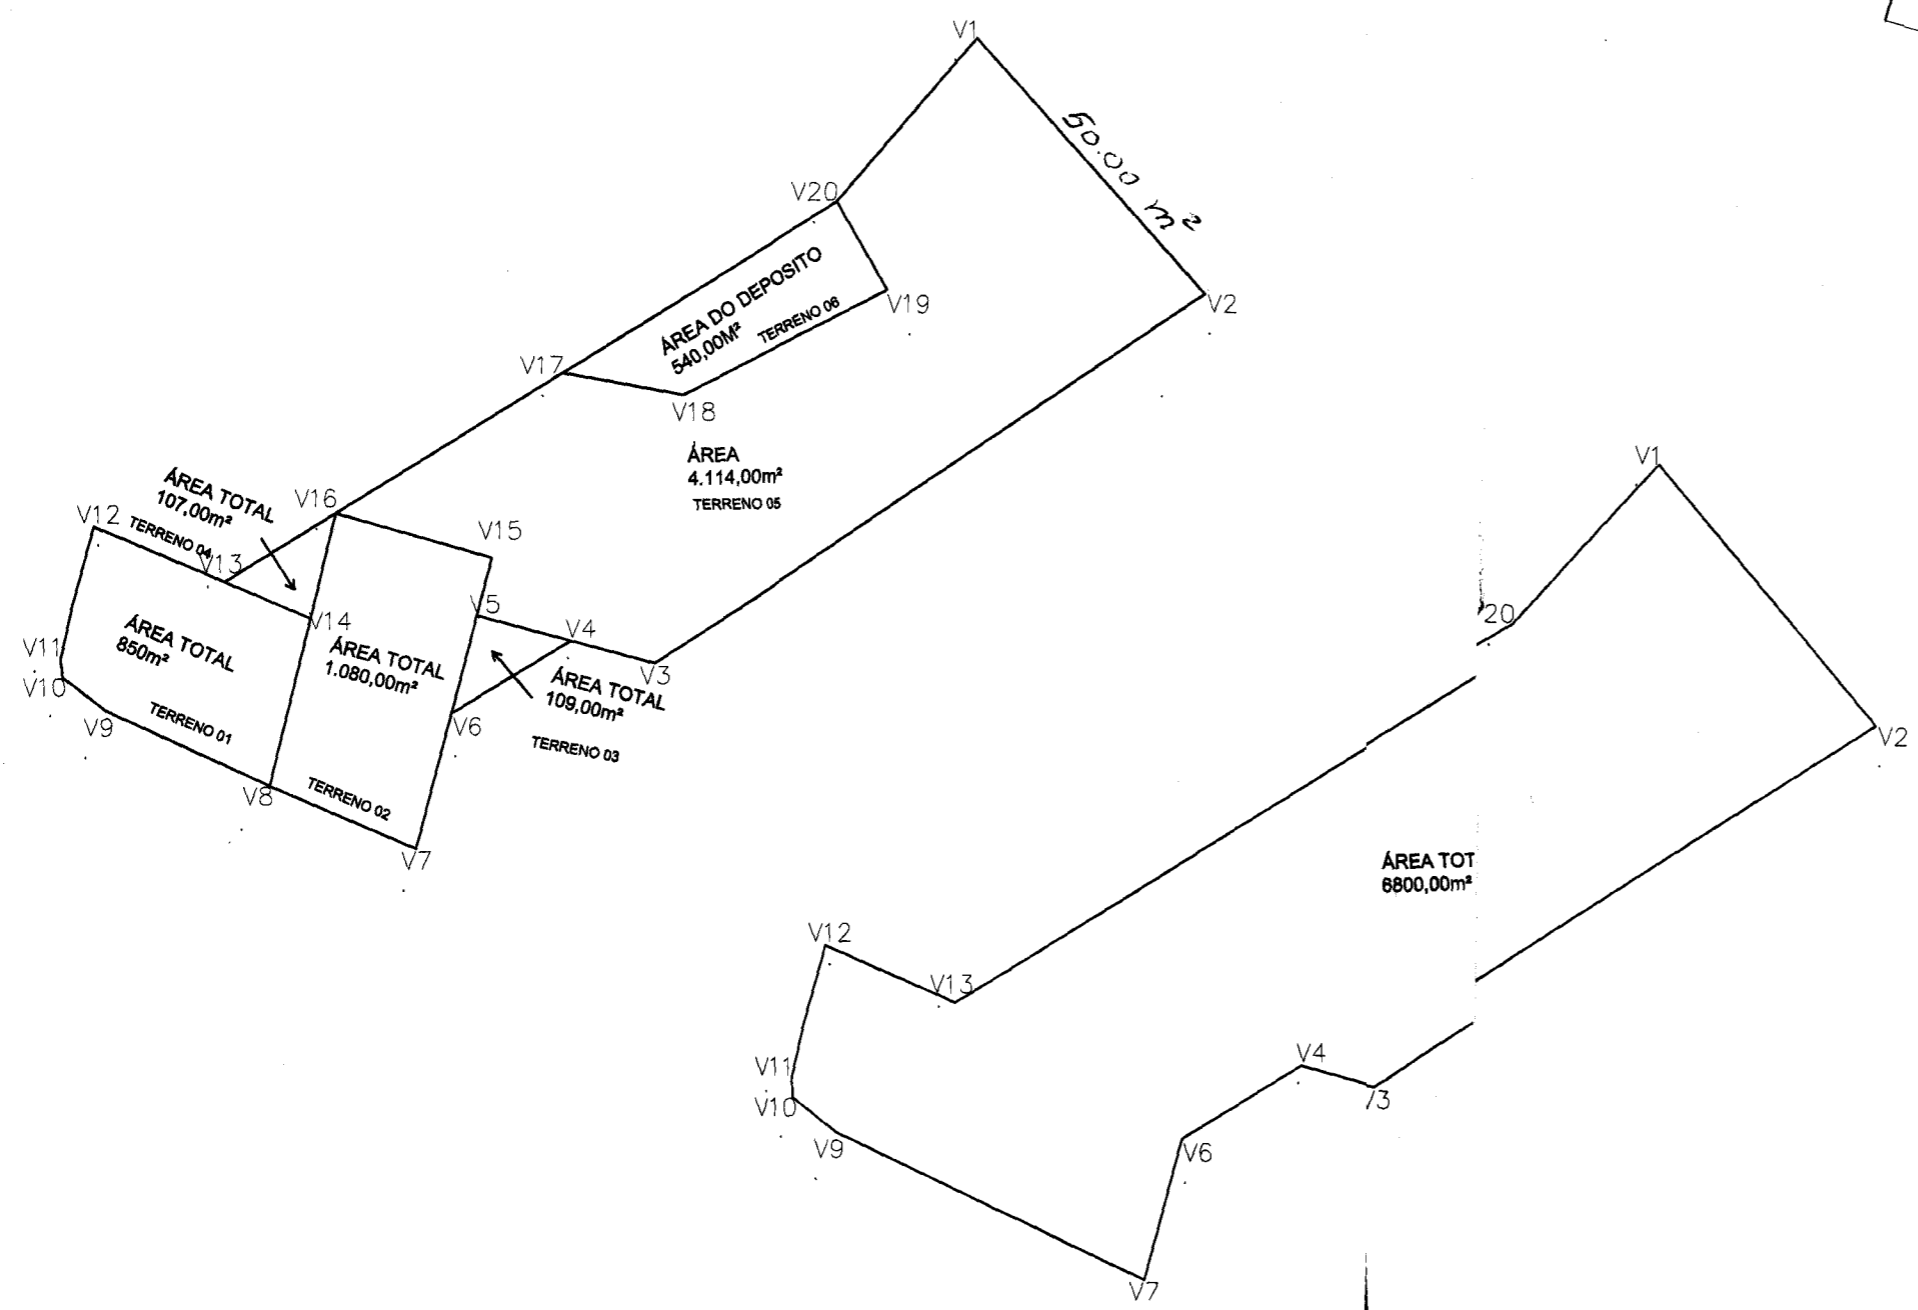 V1
50.00 m²
V20
ÁREA DO DEPOSITO
540,00M²
TERRENO 06
V19
V2
V17
V18
ÁREA
4.114,00m²
TERRENO 05
ÁREA TOTAL
107,00m²
TERRENO 04
V16
V12
V13
V15
V14
V5
V4
V3
ÁREA TOTAL
850m²
TERRENO 01
ÁREA TOTAL
1.080,00m²
TERRENO 02
ÁREA TOTAL
109,00m²
TERRENO 03
V11
V10
V9
V6
V8
V7
V1
20
V2
ÁREA TOT
6800,00m²
V12
V13
V11
V10
V9
V4
/3
V6
V7